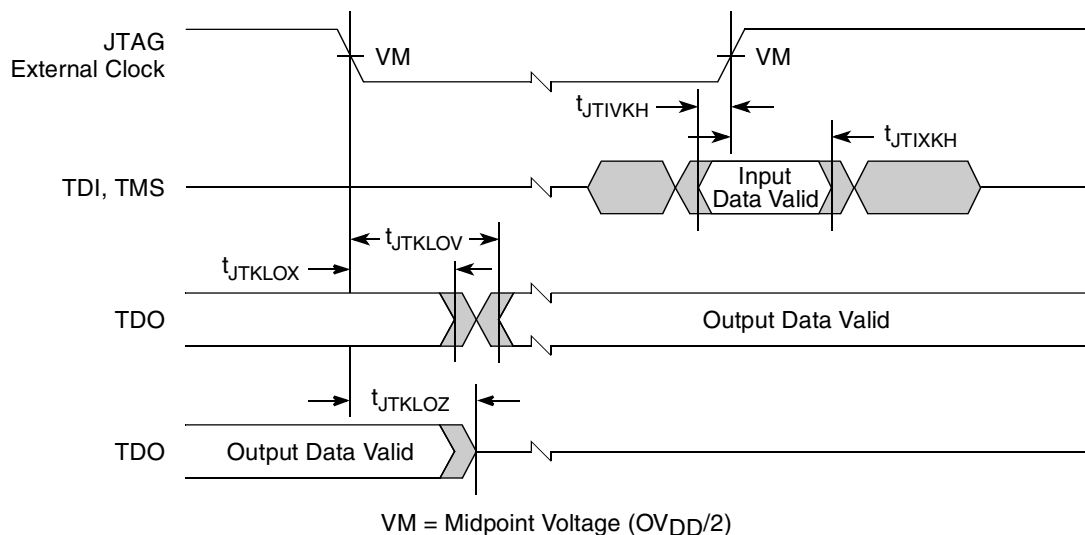 JTAG
External Clock
VM
VM
tJTIVKH
tJTIXKH
TDI, TMS
Input
Data Valid
tJTKLOV
tJTKLOX
TDO
Output Data Valid
tJTKLOZ
TDO
Output Data Valid
VM = Midpoint Voltage (OVDD/2)